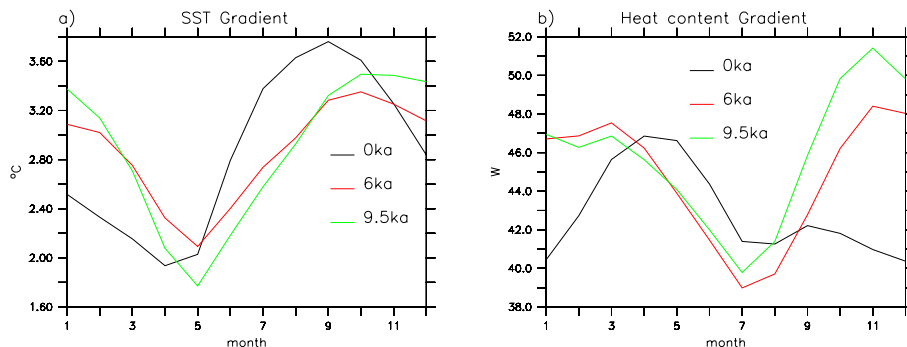 a) SST Gradient
3.60
3.20
2.80
2.40
2.00
1.60
°C
0ka
6ka
9.5ka
1 3 5 7 9 11
month
b) Heat content Gradient
52.0
50.0
48.0
46.0
44.0
42.0
40.0
38.0
W
0ka
6ka
9.5ka
1 3 5 7 9 11
month